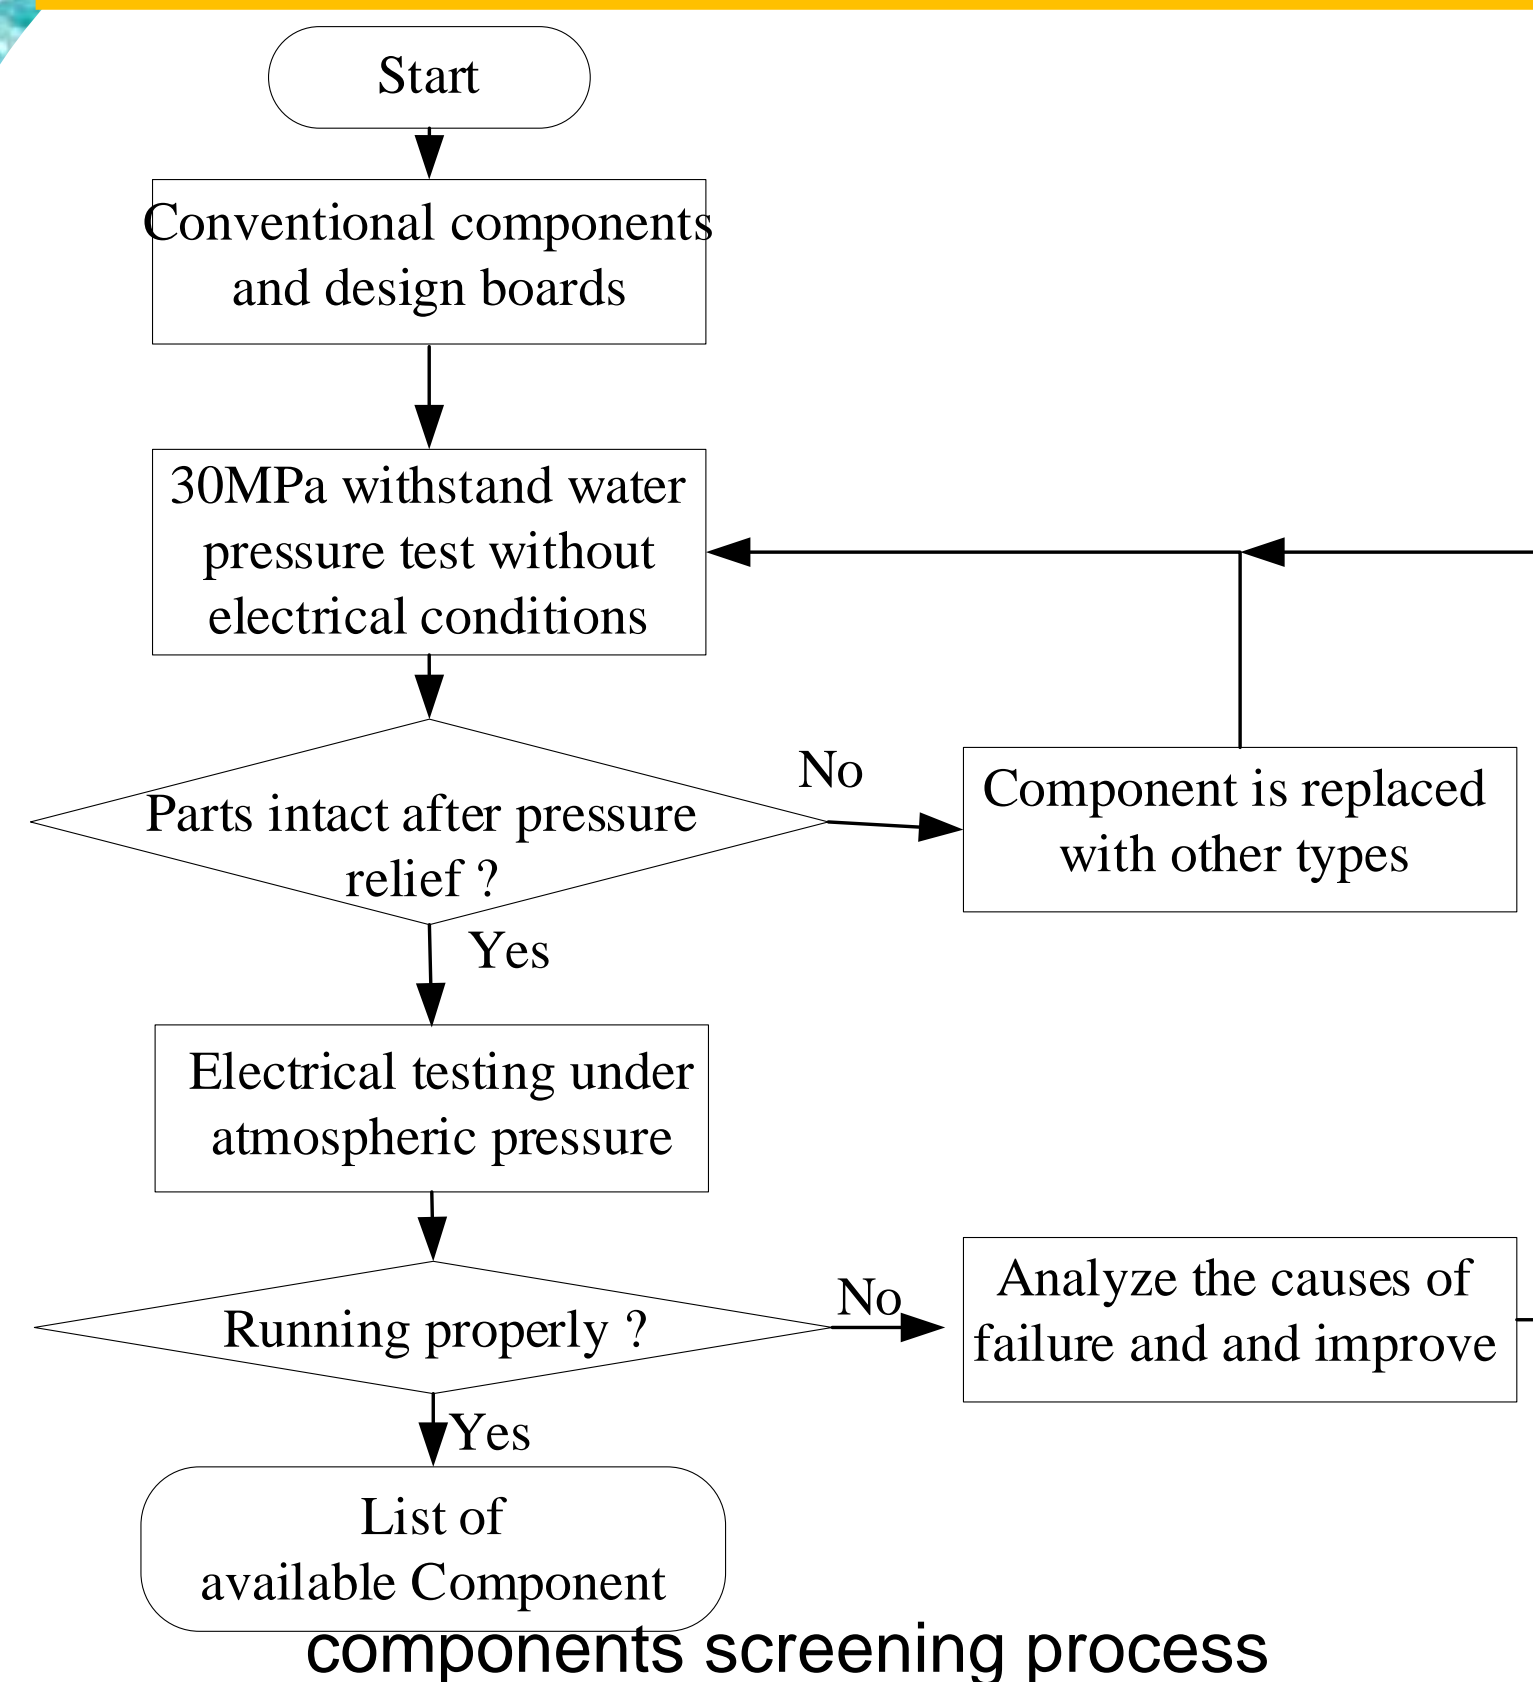 Start
Conventional components
and design boards
30MPa withstand water
pressure test without
electrical conditions
No
Parts intact after pressure
relief ?
Component is replaced
with other types
Yes
Electrical testing under
atmospheric pressure
No
Running properly ?
Analyze the causes of
failure and and improve
Yes
List of
available Component
components screening process